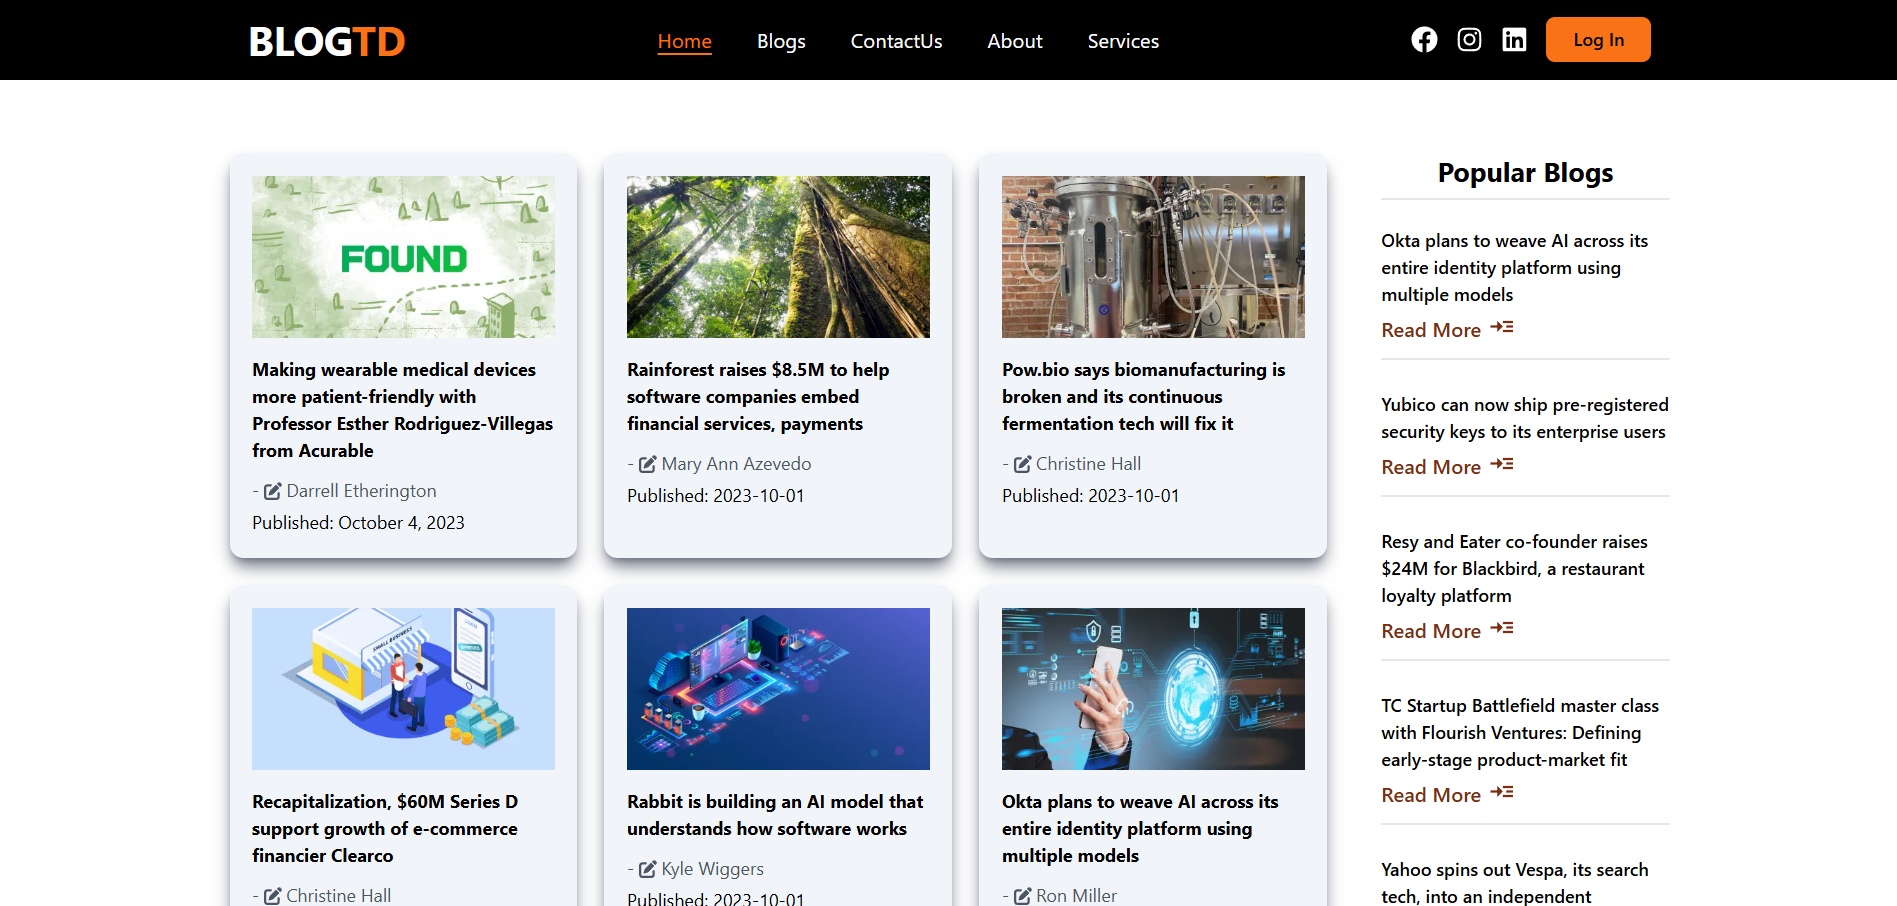 BLOGTD
Home
Blogs
ContactUs
About
Services
Log In
FOUND
Making wearable medical devices
more patient-friendly with
Professor Esther Rodriguez-Villegas
from Acurable
- Darrell Etherington
Published: October 4, 2023
Rainforest raises $8.5M to help
software companies embed
financial services, payments
- Mary Ann Azevedo
Published: 2023-10-01
Pow.bio says biomanufacturing is
broken and its continuous
fermentation tech will fix it
- Christine Hall
Published: 2023-10-01
SMALL BUSINESS
LOAN
Recapitalization, $60M Series D
support growth of e-commerce
financier Clearco
- Christine Hall
Rabbit is building an AI model that
understands how software works
- Kyle Wiggers
Published: 2023-10-01
Okta plans to weave AI across its
entire identity platform using
multiple models
- Ron Miller
Popular Blogs
Okta plans to weave AI across its
entire identity platform using
multiple models
Read More
Yubico can now ship pre-registered
security keys to its enterprise users
Read More
Resy and Eater co-founder raises
$24M for Blackbird, a restaurant
loyalty platform
Read More
TC Startup Battlefield master class
with Flourish Ventures: Defining
early-stage product-market fit
Read More
Yahoo spins out Vespa, its search
tech, into an independent